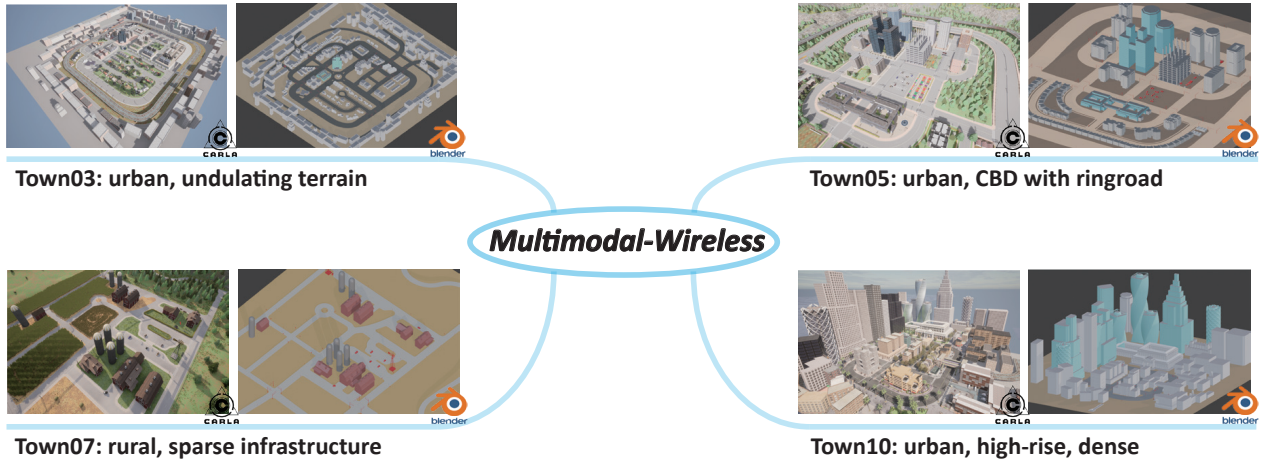 CARLA
blender
CARLA
blender
Town03: urban, undulating terrain
Town05: urban, CBD with ringroad
Multimodal-Wireless
CARLA
blender
CARLA
blender
Town07: rural, sparse infrastructure
Town10: urban, high-rise, dense